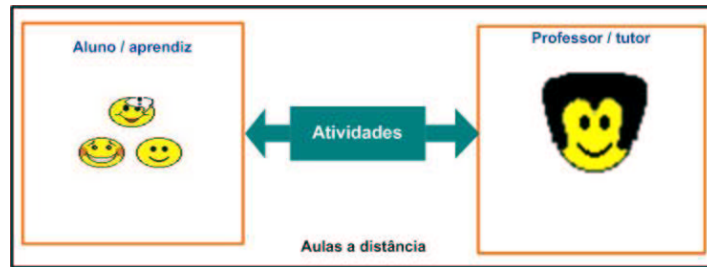 Aluno / aprendiz
Professor / tutor
Atividades
Aulas a distância